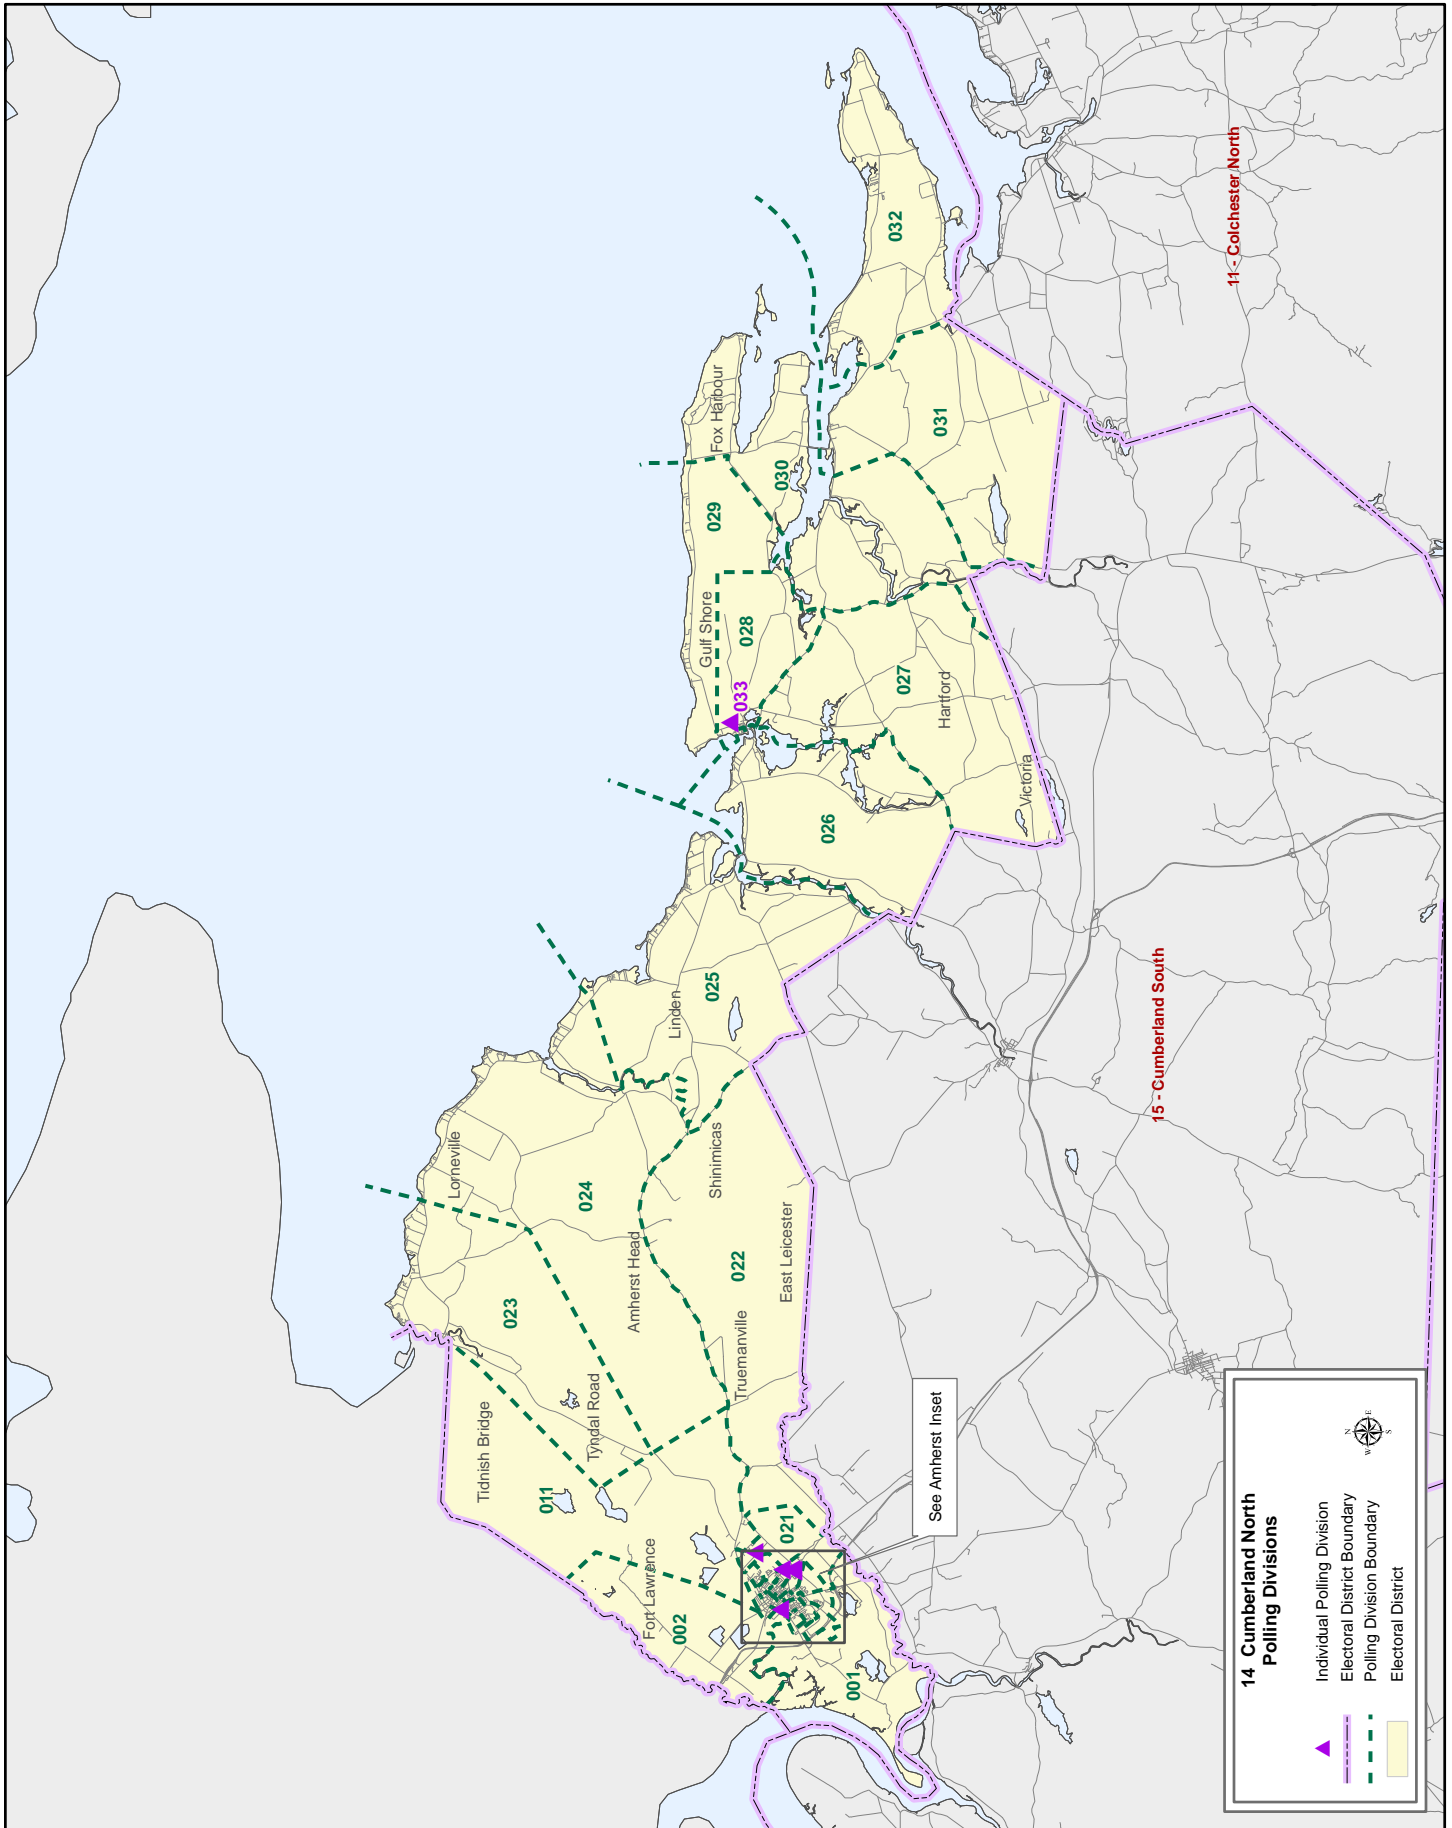 Fort Lawrence
002
001
011
Tidnish Bridge
Tyndal Road
023
Lorneville
024
Amherst Head
Shinimicas
022
Truemanville
East Leicester
021
See Amherst Inset
Linden
025
026
Gulf Shore
033
028
029
Fox Harbour
030
027
Hartford
Victoria
031
032
15 - Cumberland South
11 - Colchester North
14 Cumberland North
Polling Divisions
Individual Polling Division
Electoral District Boundary
Polling Division Boundary
Electoral District
N
W
E
S